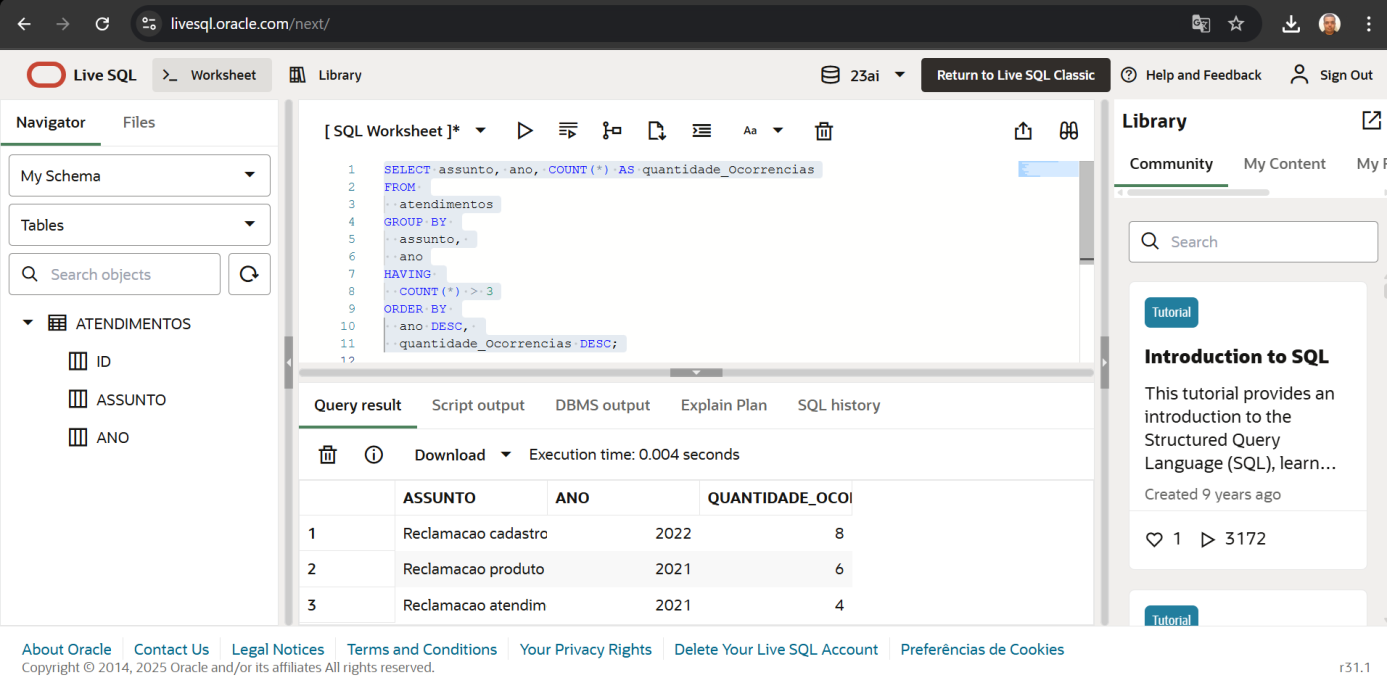 livesql.oracle.com/next/
Live SQL
Worksheet
Library
23ai
Return to Live SQL Classic
Help and Feedback
Sign Out
Navigator
Files
My Schema
Tables
Search objects
ATENDIMENTOS
ID
ASSUNTO
ANO
[ SQL Worksheet ]*
Aa
1 SELECT assunto, ano, COUNT(*) AS quantidade_Ocorrencias
2 FROM
3 atendimentos
4 GROUP BY
5 assunto,
6 ano
7 HAVING
8 COUNT(*) > 3
9 ORDER BY
10 ano DESC,
11 quantidade_Ocorrencias DESC;
12
Query result
Script output
DBMS output
Explain Plan
SQL history
Download
Execution time: 0.004 seconds
ASSUNTO ANO QUANTIDADE_OCO
1 Reclamacao cadastro 2022 8
2 Reclamacao produto 2021 6
3 Reclamacao atendim 2021 4
Library
Community
My Content
My
Search
Tutorial
Introduction to SQL
This tutorial provides an
introduction to the
Structured Query
Language (SQL), learn...
Created 9 years ago
1 3172
Tutorial
About Oracle
Contact Us
Legal Notices
Terms and Conditions
Your Privacy Rights
Delete Your Live SQL Account
Preferências de Cookies
Copyright © 2014, 2025 Oracle and/or its affiliates All rights reserved.
r31.1